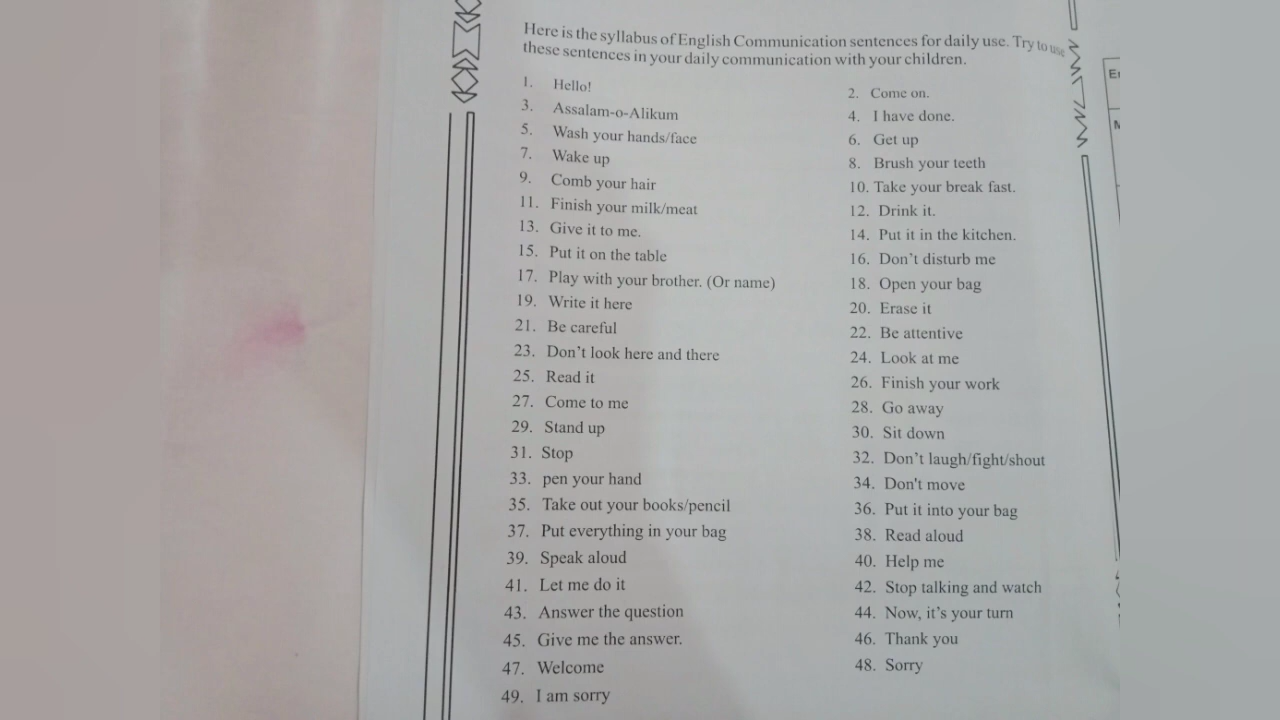 Here is the syllabus of English Communication sentences for daily use. Try to use
these sentences in your daily communication with your children.
1. Hello!
2. Come on.
3. Assalam-o-Alikum
4. I have done.
5. Wash your hands/face
6. Get up
7. Wake up
8. Brush your teeth
9. Comb your hair
10. Take your break fast.
11. Finish your milk/meat
12. Drink it.
13. Give it to me.
14. Put it in the kitchen.
15. Put it on the table
16. Don't disturb me
17. Play with your brother. (Or name)
18. Open your bag
19. Write it here
20. Erase it
21. Be careful
22. Be attentive
23. Don't look here and there
24. Look at me
25. Read it
26. Finish your work
27. Come to me
28. Go away
29. Stand up
30. Sit down
31. Stop
32. Don't laugh/fight/shout
33. pen your hand
34. Don't move
35. Take out your books/pencil
36. Put it into your bag
37. Put everything in your bag
38. Read aloud
39. Speak aloud
40. Help me
41. Let me do it
42. Stop talking and watch
43. Answer the question
44. Now, it's your turn
45. Give me the answer.
46. Thank you
47. Welcome
48. Sorry
49. I am sorry